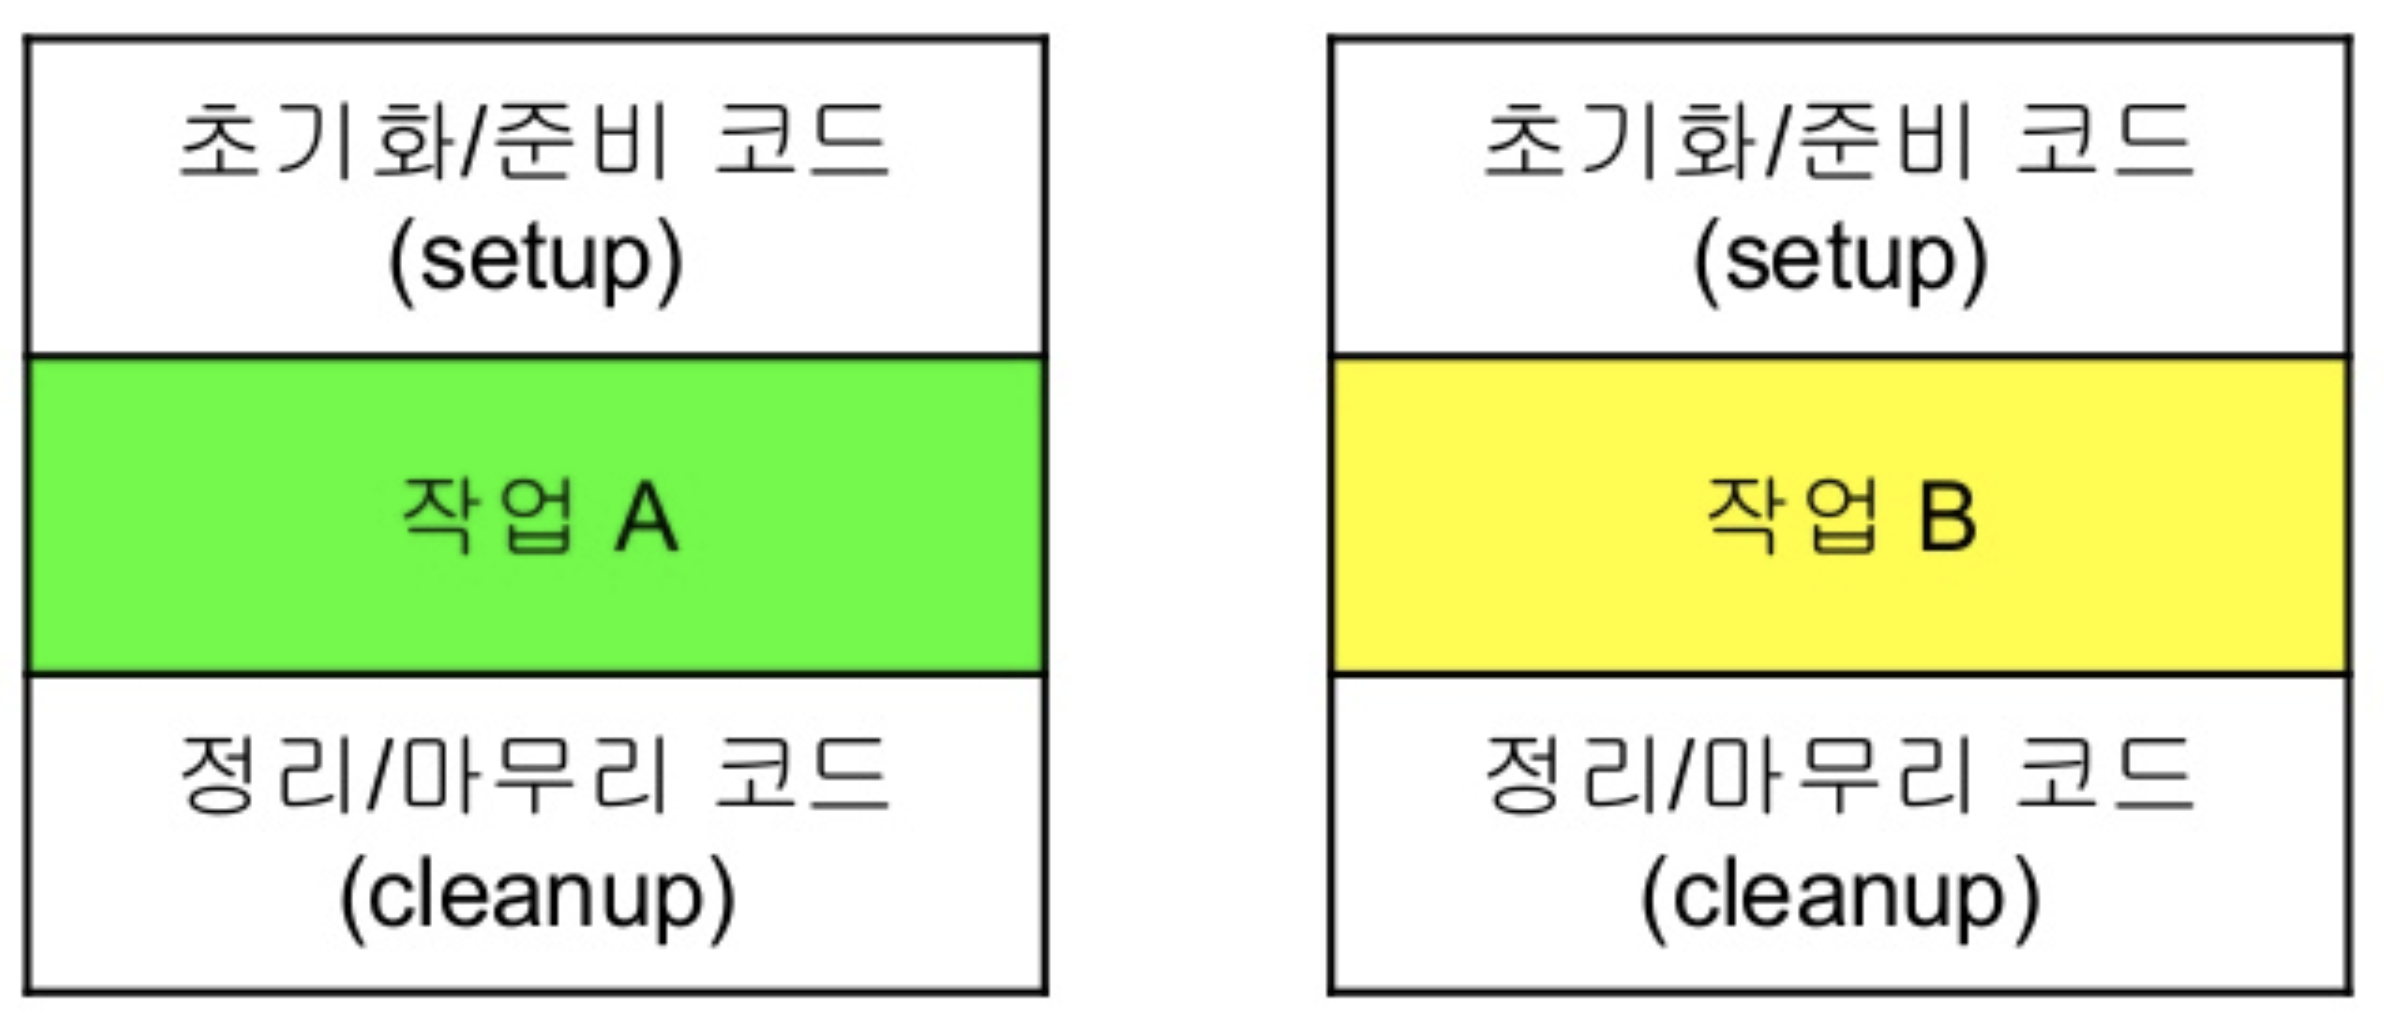 초기화/준비 코드
(setup)
작업 A
정리/마무리 코드
(cleanup)
초기화/준비 코드
(setup)
작업 B
정리/마무리 코드
(cleanup)